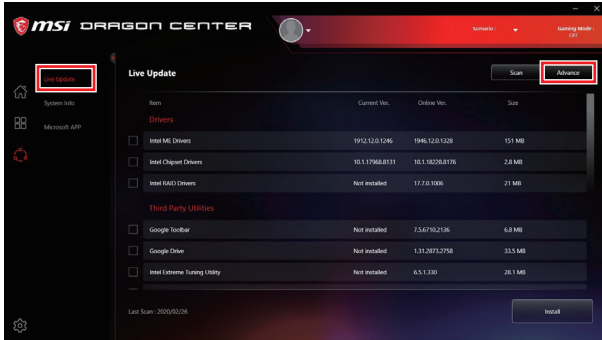 msi DRAGON CENTER
Scenario :
Gaming Mode :
OFF
Live Update
System Info
Microsoft APP
Live Update
Scan
Advance
Item Current Ver. Online Ver. Size
Drivers
Intel ME Drivers 1912.12.0.1246 1946.12.0.1328 151 MB
Intel Chipset Drivers 10.1.17968.8131 10.1.18228.8176 2.8 MB
Intel RAID Drivers Not installed 17.7.0.1006 21 MB
Third Party Utilities
Google Toolbar Not installed 7.5.6710.2136 6.8 MB
Google Drive Not installed 1.31.2873.2758 33.5 MB
Intel Extreme Tuning Utility Not installed 6.5.1.330 28.1 MB
Last Scan : 2020/02/26
Install